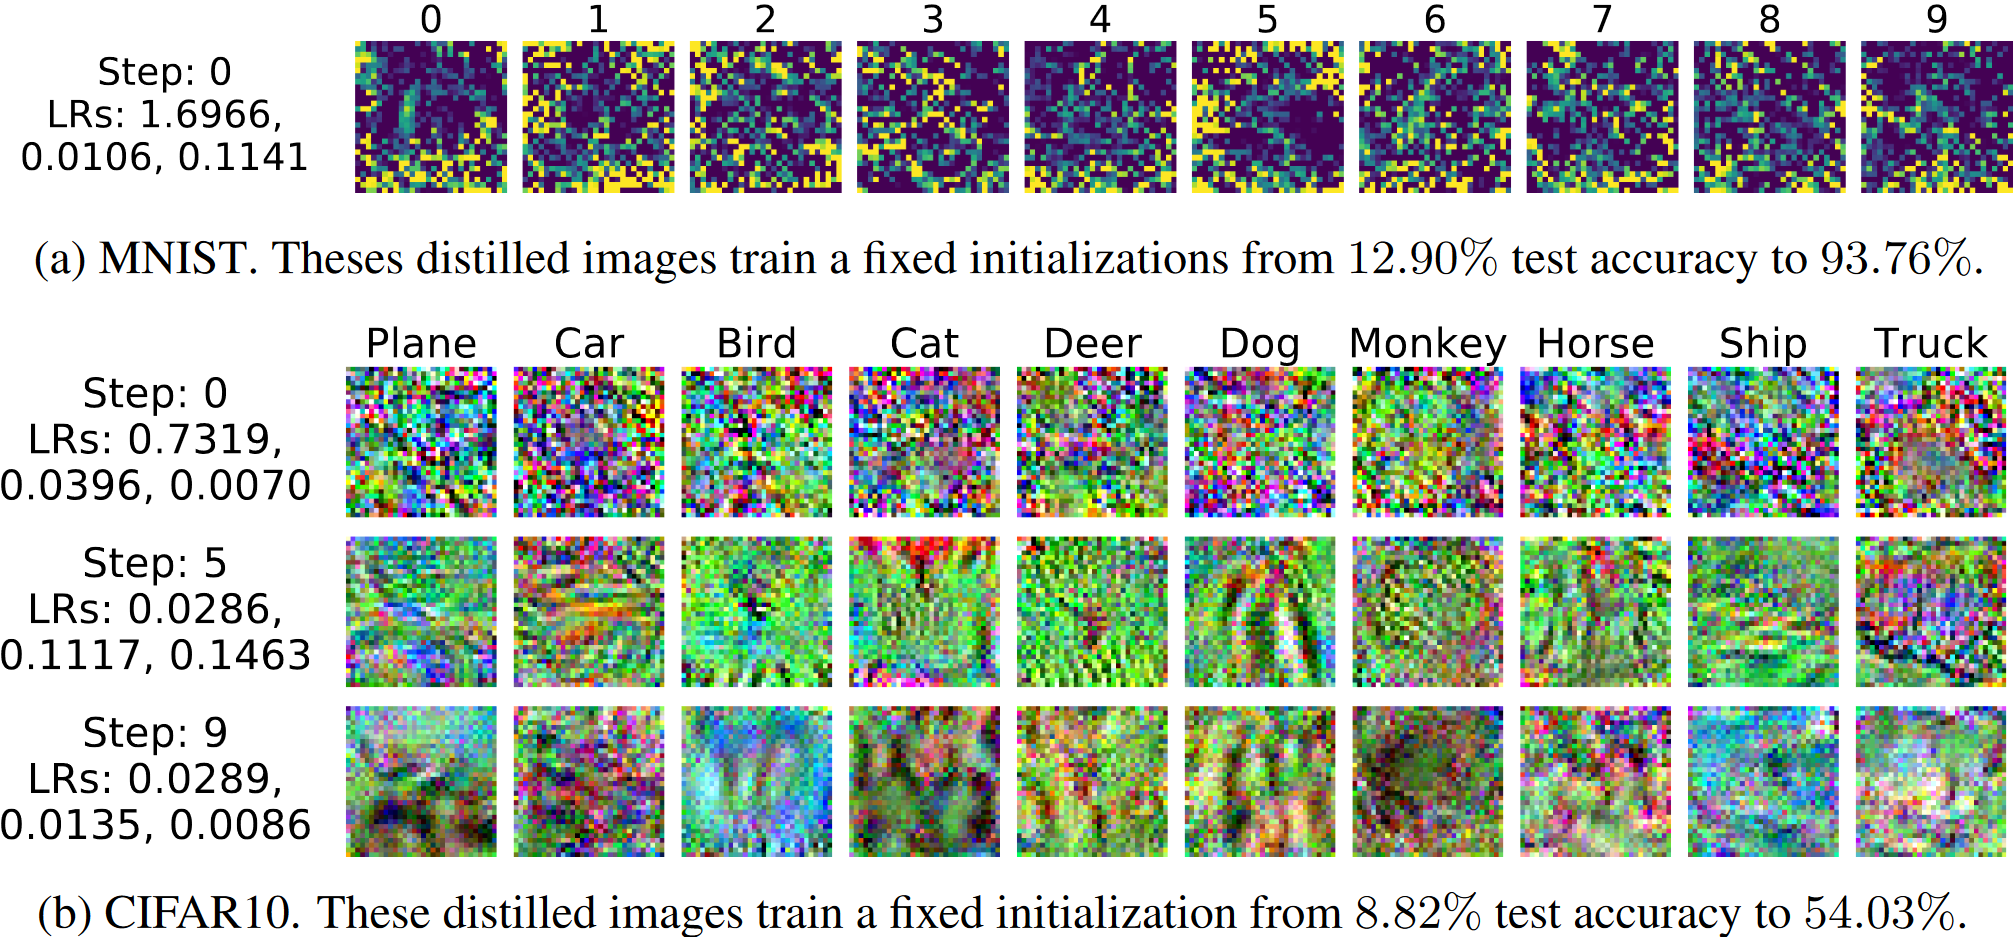 0 1 2 3 4 5 6 7 8 9
Step: 0
LRs: 1.6966,
0.0106, 0.1141
(a) MNIST. Theses distilled images train a fixed initializations from 12.90% test accuracy to 93.76%.
Plane Car Bird Cat Deer Dog Monkey Horse Ship Truck
Step: 0
LRs: 0.7319,
0.0396, 0.0070
Step: 5
LRs: 0.0286,
0.1117, 0.1463
Step: 9
LRs: 0.0289,
0.0135, 0.0086
(b) CIFAR10. These distilled images train a fixed initialization from 8.82% test accuracy to 54.03%.